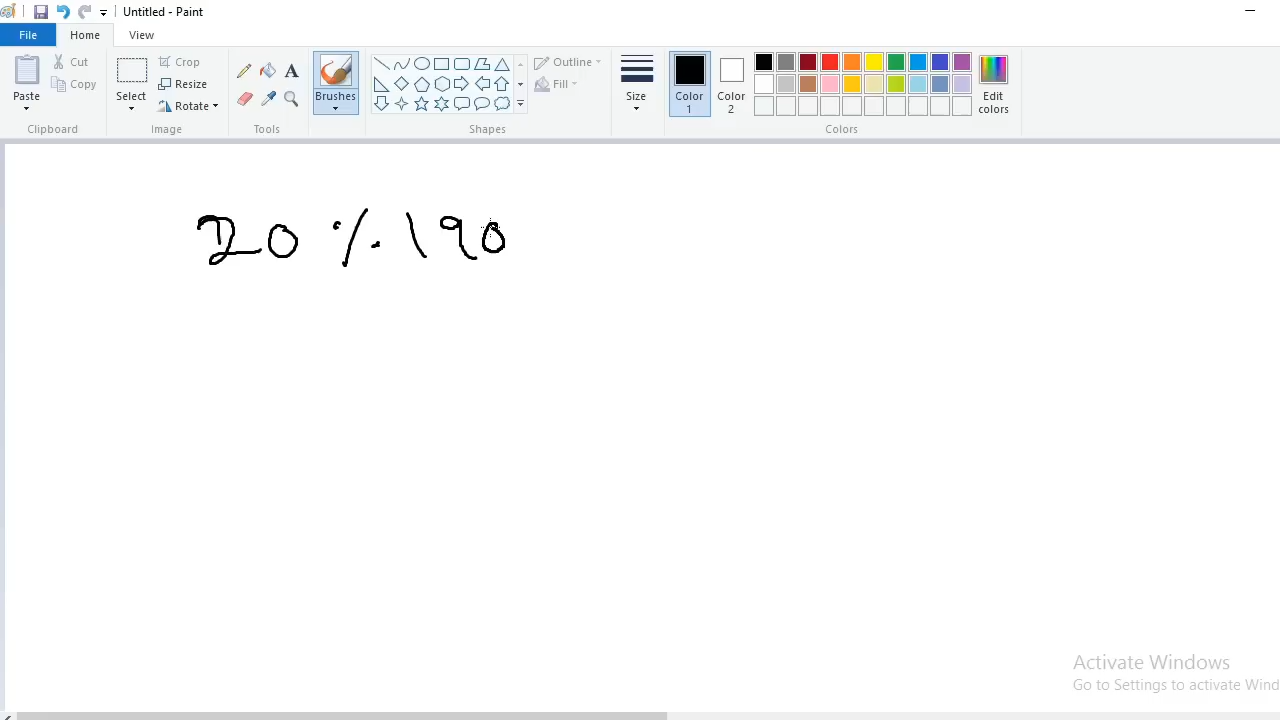 Untitled - Paint
File Home View
Paste Cut Copy Select Crop Resize Rotate Brushes Outline Fill Size Color 1 Color 2 Edit colors
Clipboard Image Tools Shapes Colors
20 % 190
Activate Windows
Go to Settings to activate Wind